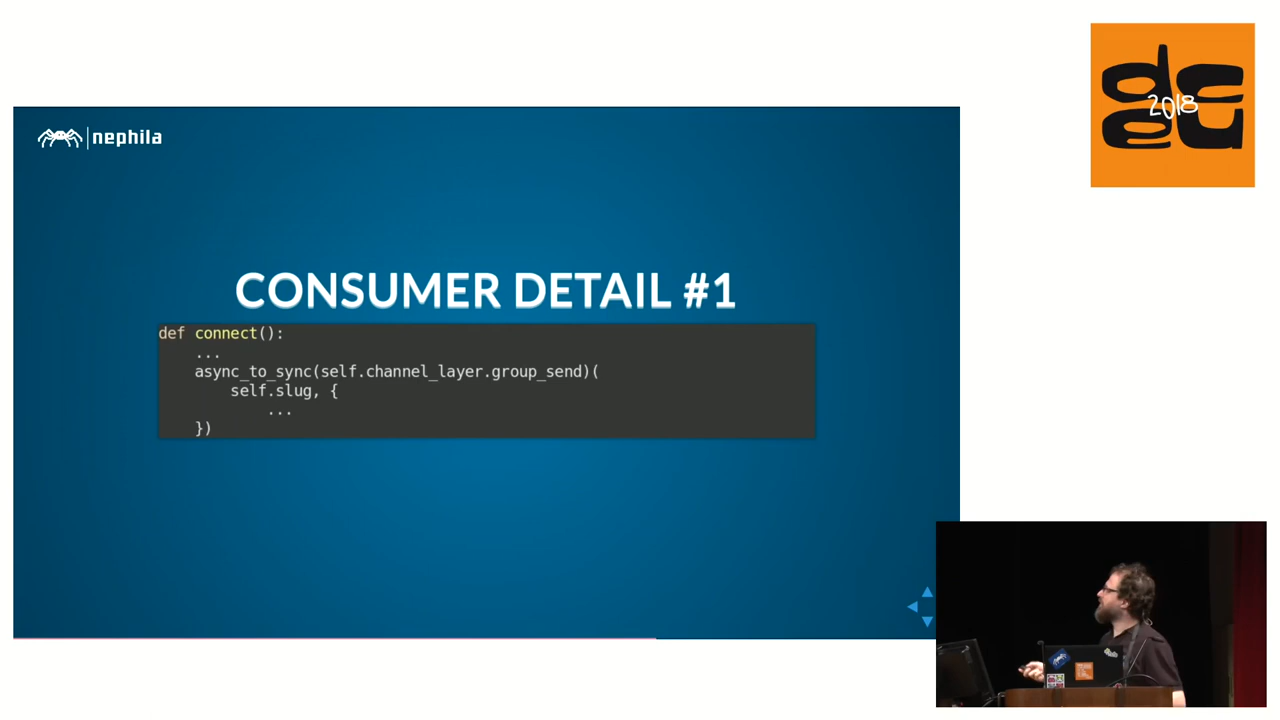 nephila
2018
CONSUMER DETAIL #1
def connect():
...
async_to_sync(self.channel_layer.group_send)(
self.slug, {
...
})